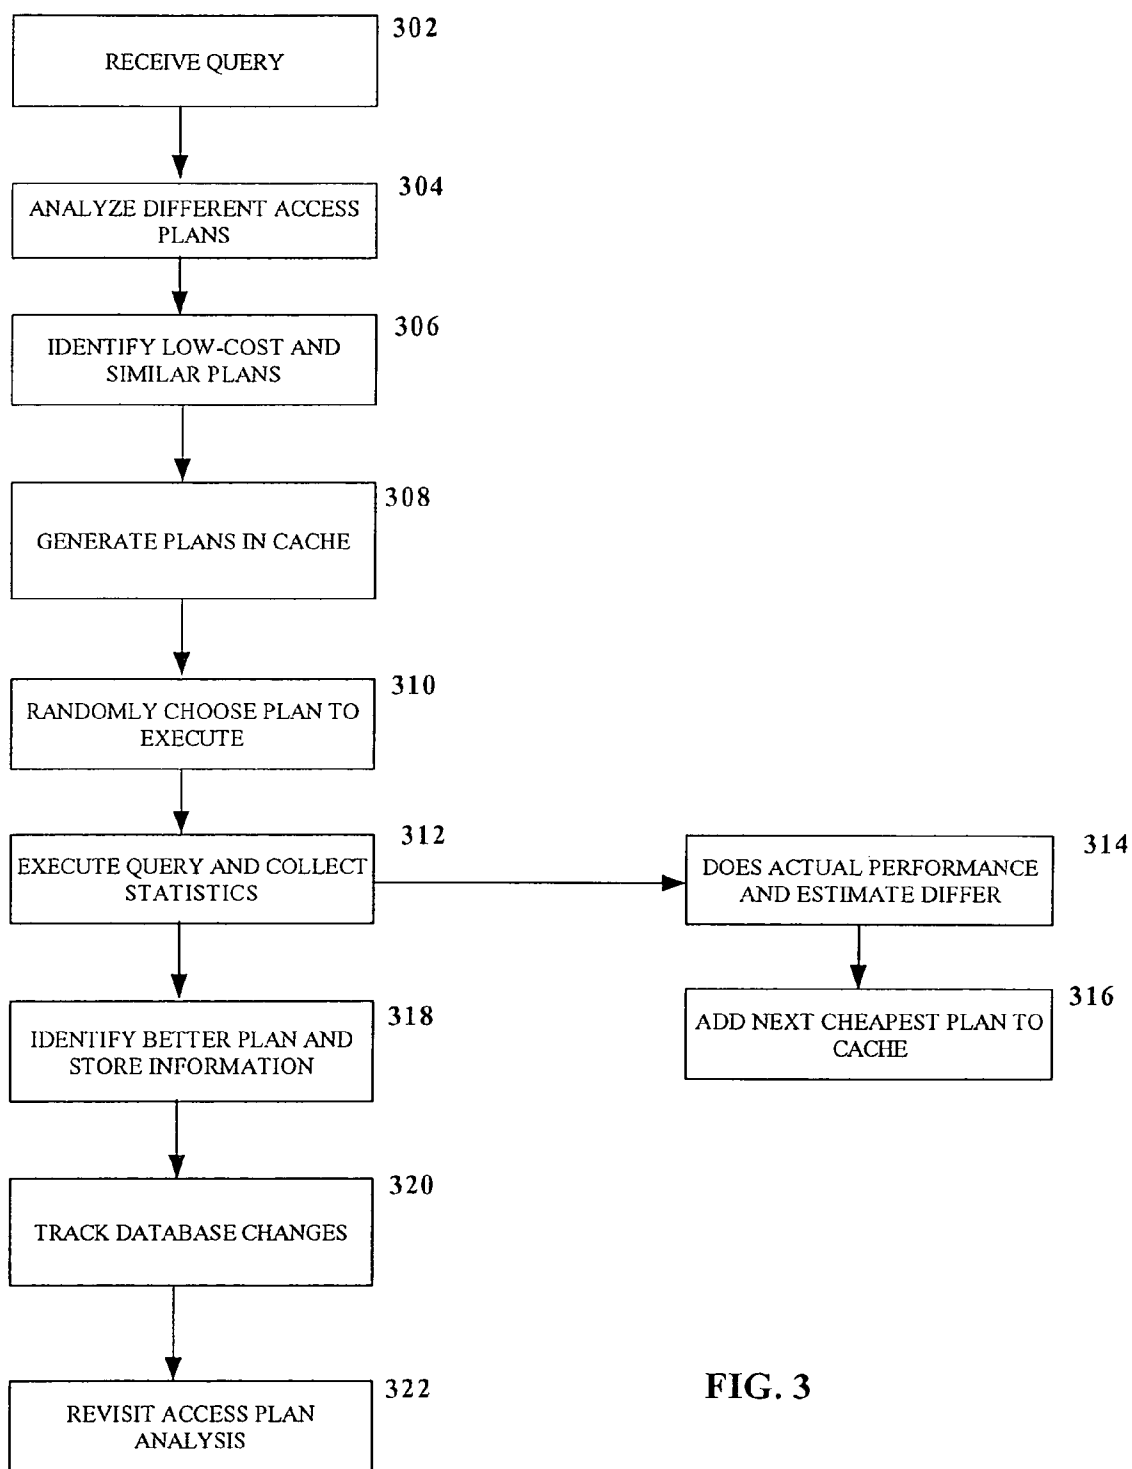 302
RECEIVE QUERY
304
ANALYZE DIFFERENT ACCESS
PLANS
306
IDENTIFY LOW-COST AND
SIMILAR PLANS
308
GENERATE PLANS IN CACHE
310
RANDOMLY CHOOSE PLAN TO
EXECUTE
312
EXECUTE QUERY AND COLLECT
STATISTICS
314
DOES ACTUAL PERFORMANCE
AND ESTIMATE DIFFER
316
ADD NEXT CHEAPEST PLAN TO
CACHE
318
IDENTIFY BETTER PLAN AND
STORE INFORMATION
320
TRACK DATABASE CHANGES
322
REVISIT ACCESS PLAN
ANALYSIS
FIG. 3